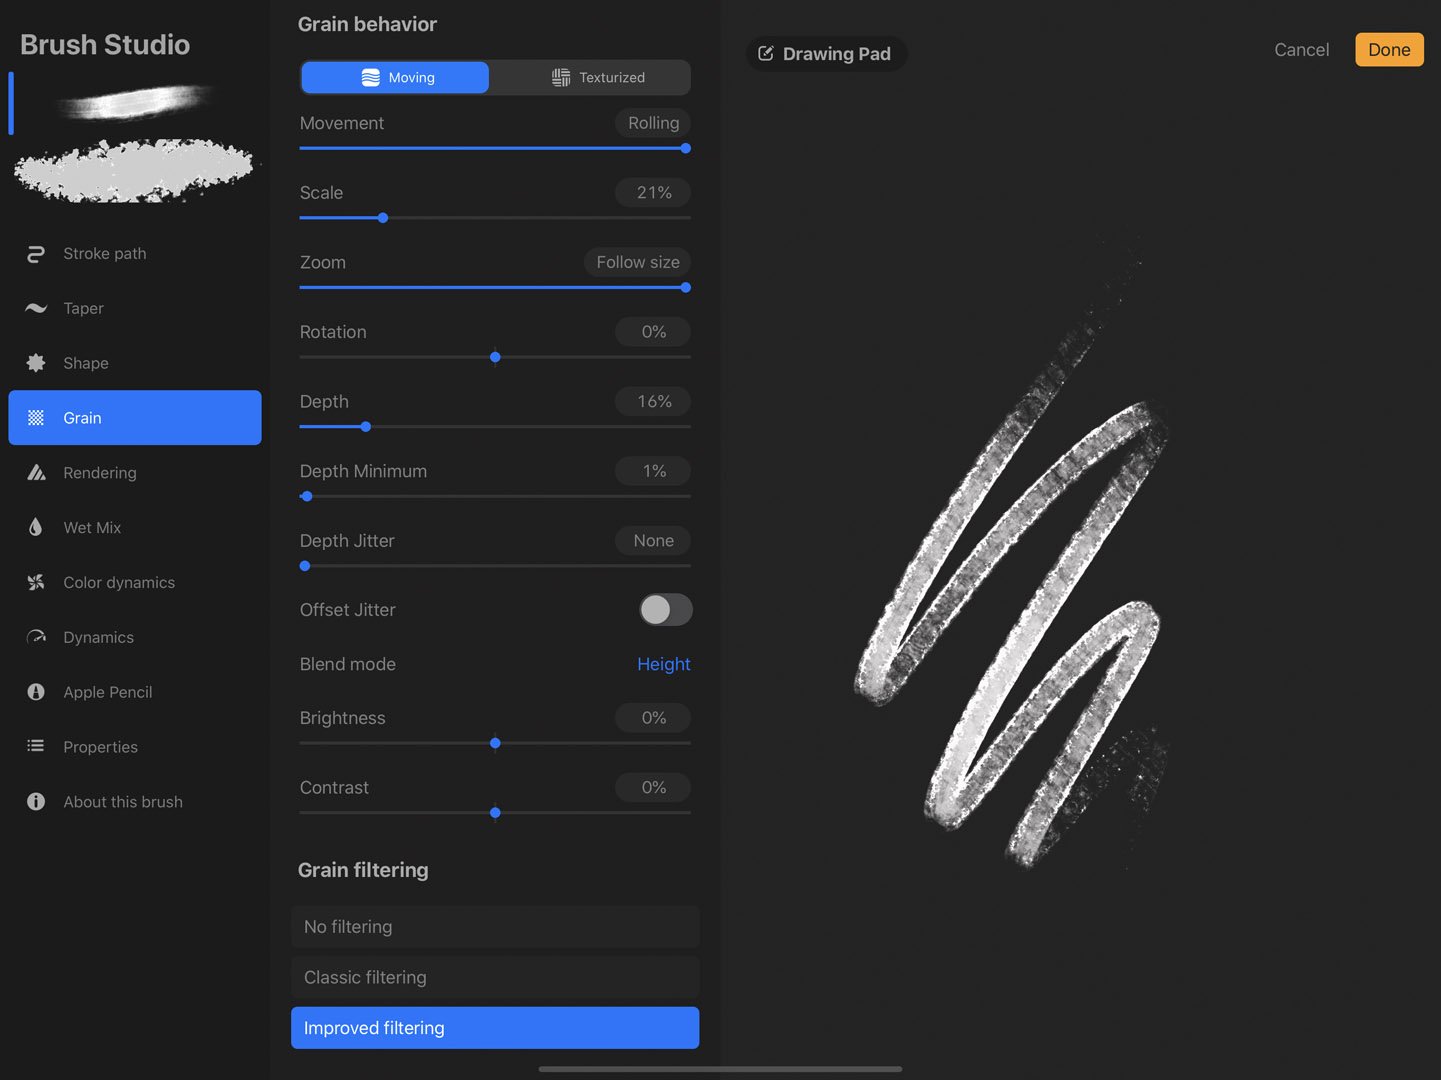 Brush Studio
Stroke path
Taper
Shape
Grain
Rendering
Wet Mix
Color dynamics
Dynamics
Apple Pencil
Properties
About this brush
Grain behavior
Moving
Texturized
Movement
Rolling
Scale
21%
Zoom
Follow size
Rotation
0%
Depth
16%
Depth Minimum
1%
Depth Jitter
None
Offset Jitter
Blend mode
Height
Brightness
0%
Contrast
0%
Grain filtering
No filtering
Classic filtering
Improved filtering
Drawing Pad
Cancel
Done